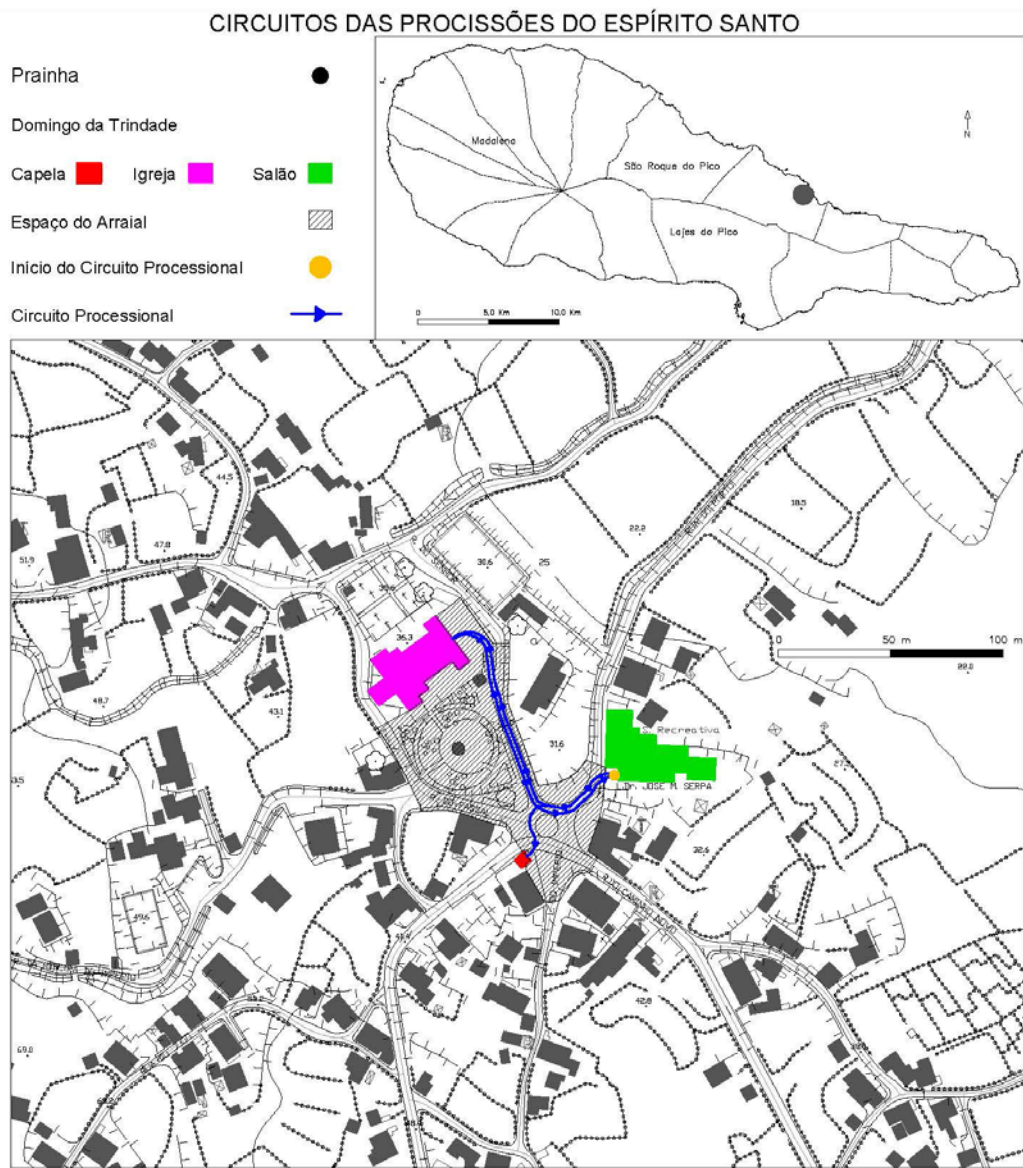 CIRCUITOS DAS PROCISSÕES DO ESPÍRITO SANTO
Prainha
Domingo da Trindade
Capela Igreja Salão
Espaço do Arraial
Início do Circuito Processional
Circuito Processional
Madalena
São Roque do Pico
Lajes do Pico
N
0 5.0 Km 10.0 Km
44.5
47.8
51.9
18.5
22.2
30.6
25
36.3
0 50 m 100 m
22.0
48.7
43.1
31.6
Recreativa
L.Dr. JOSE M. SERPA
32.6
49.6
42.8
69.0